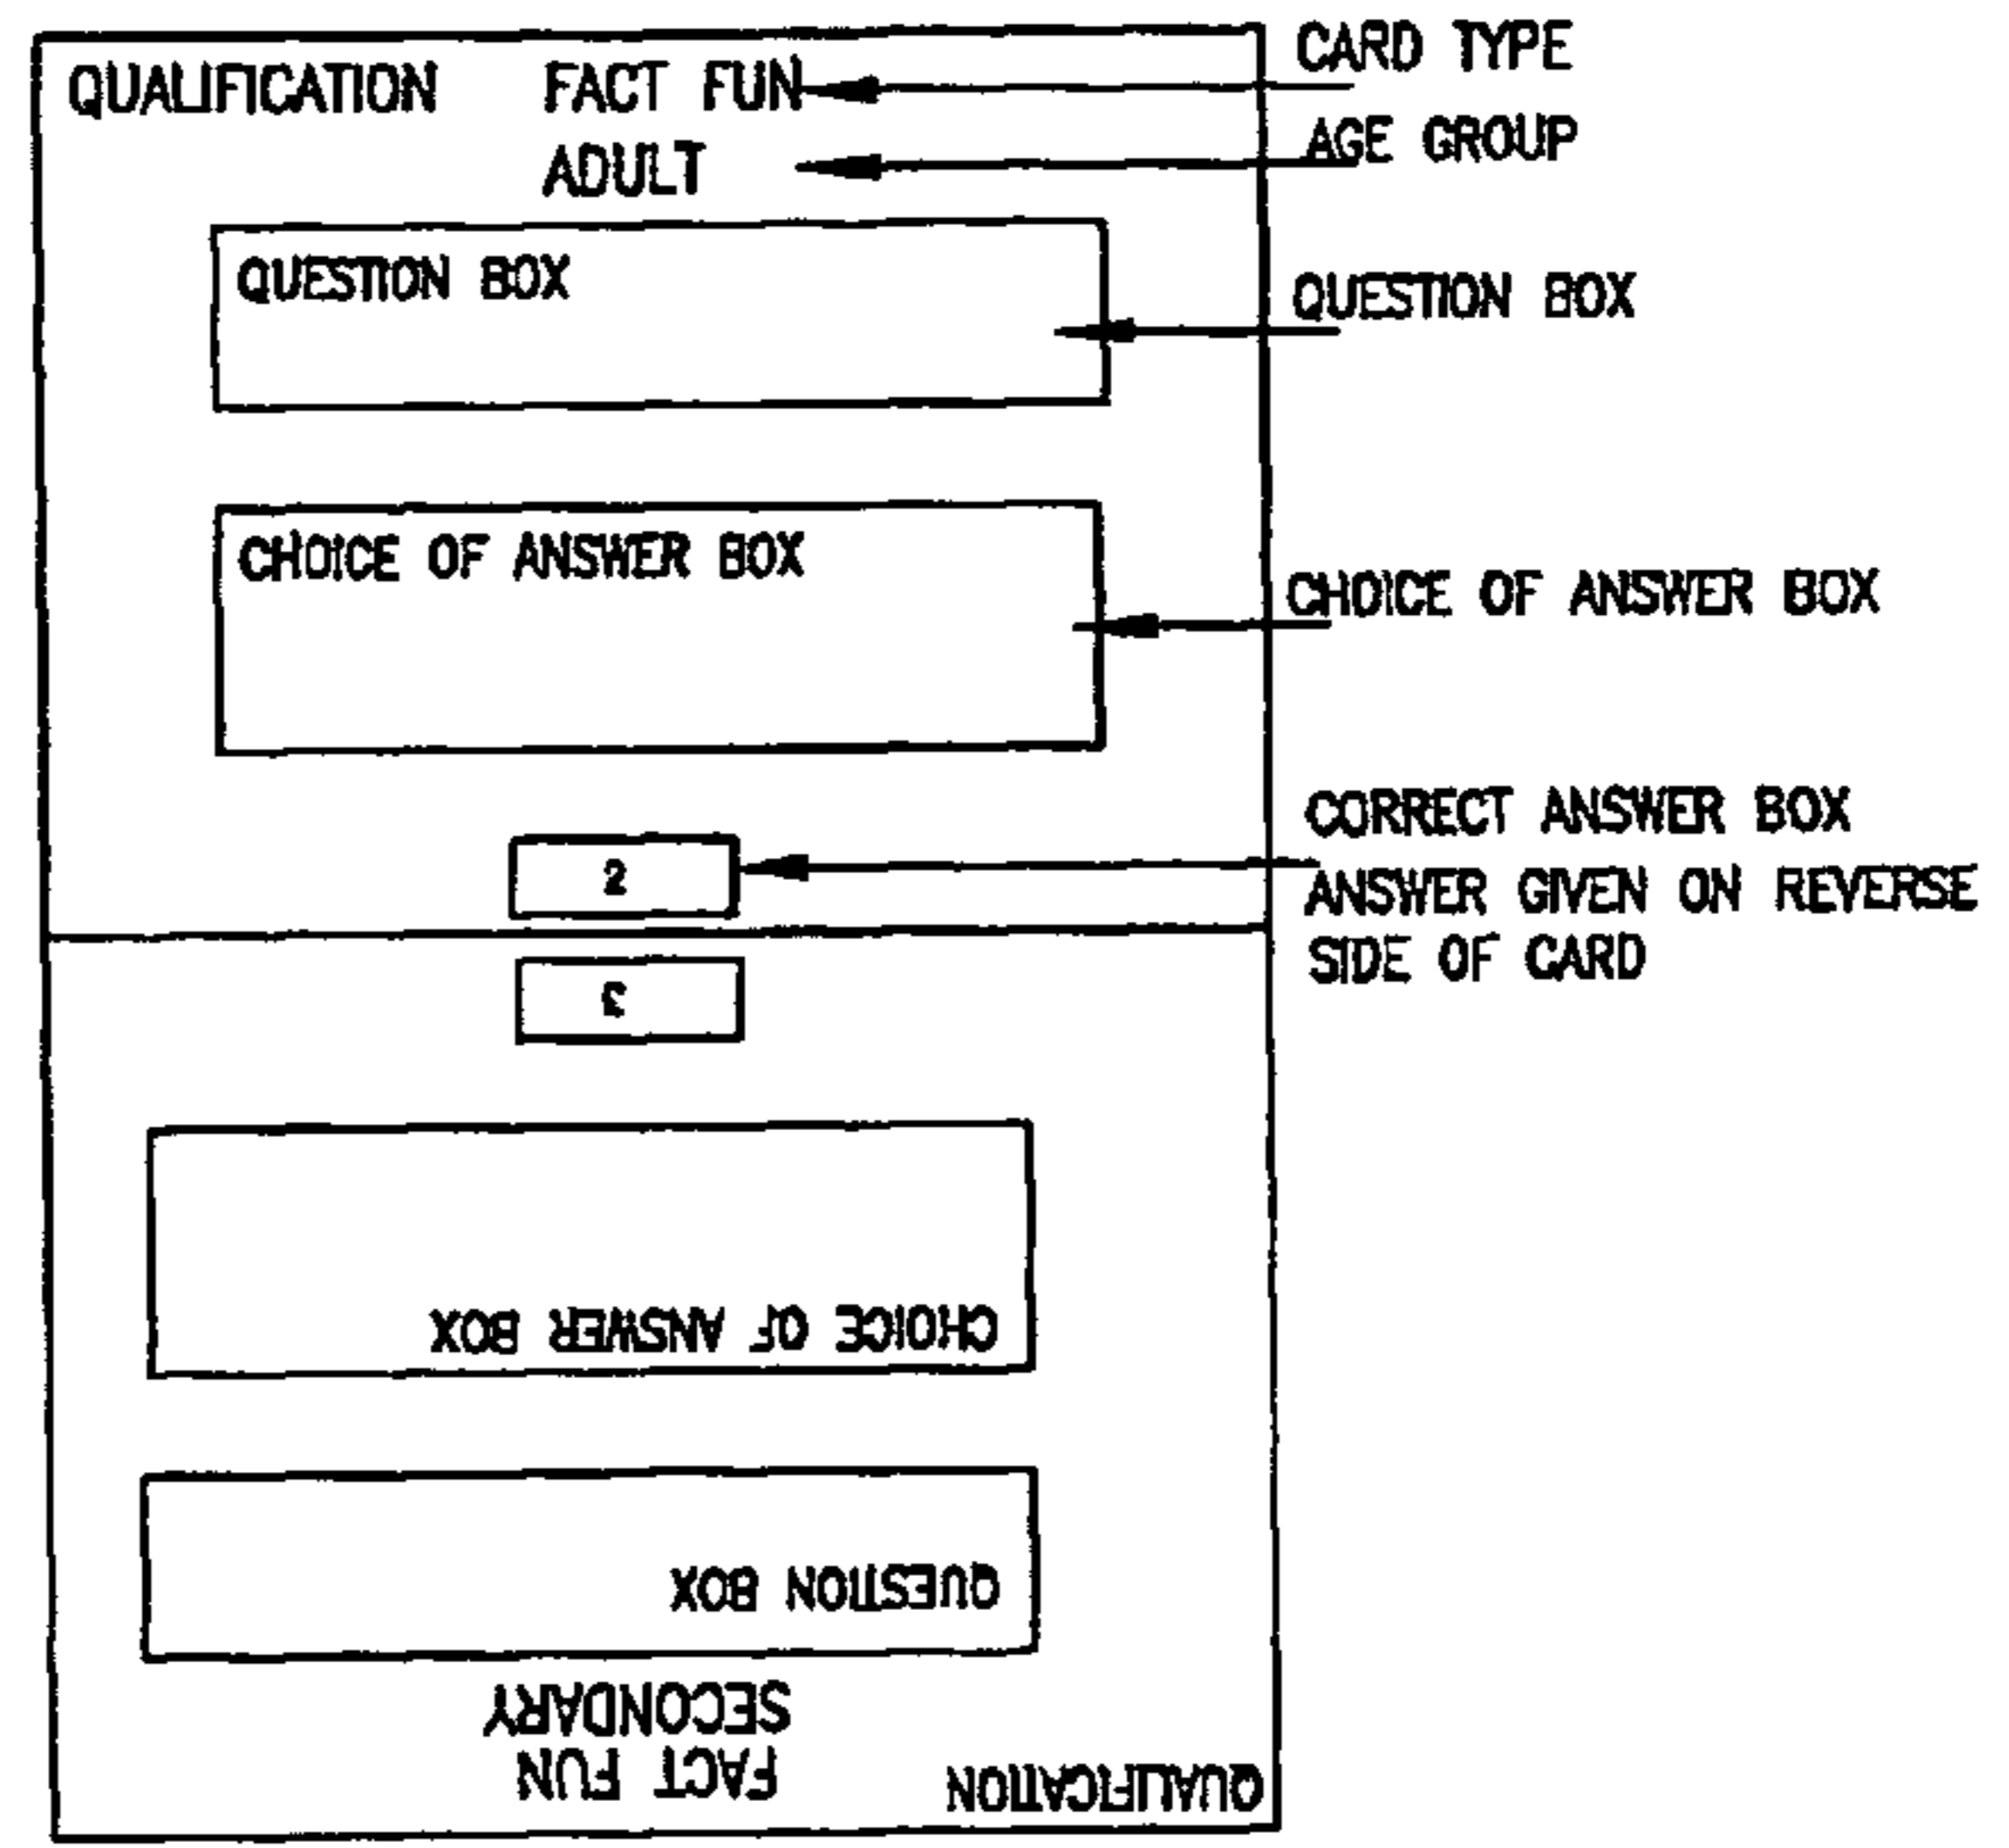 QUALIFICATION FACT FUN
ADULT
CARD TYPE
AGE GROUP
QUESTION BOX
QUESTION BOX
CHOICE OF ANSWER BOX
CHOICE OF ANSWER BOX
2
CORRECT ANSWER BOX
ANSWER GIVEN ON REVERSE
SIDE OF CARD
3
CHOICE OF ANSWER BOX
QUESTION BOX
SECONDARY
FACT FUN
QUALIFICATION